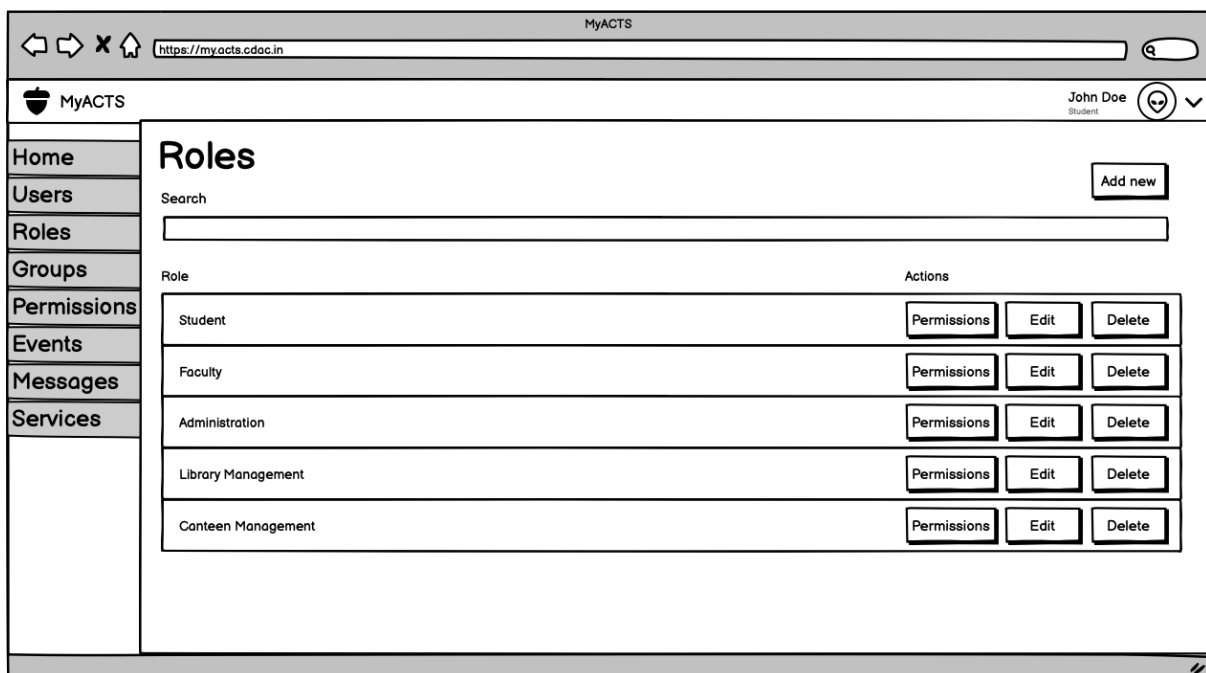 MyACTS
https://my.acts.cdac.in
MyACTS
John Doe
Student
Home
Users
Roles
Groups
Permissions
Events
Messages
Services
Roles
Add new
Search
Role Actions
Student Permissions Edit Delete
Faculty Permissions Edit Delete
Administration Permissions Edit Delete
Library Management Permissions Edit Delete
Canteen Management Permissions Edit Delete